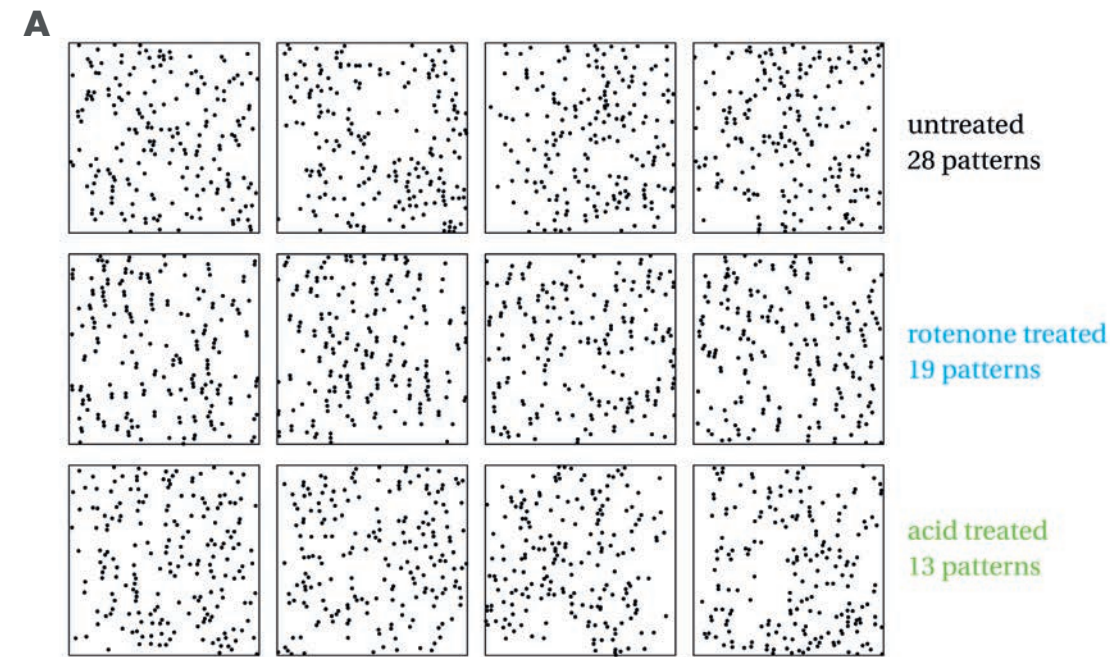 A
untreated
28 patterns
rotenone treated
19 patterns
acid treated
13 patterns